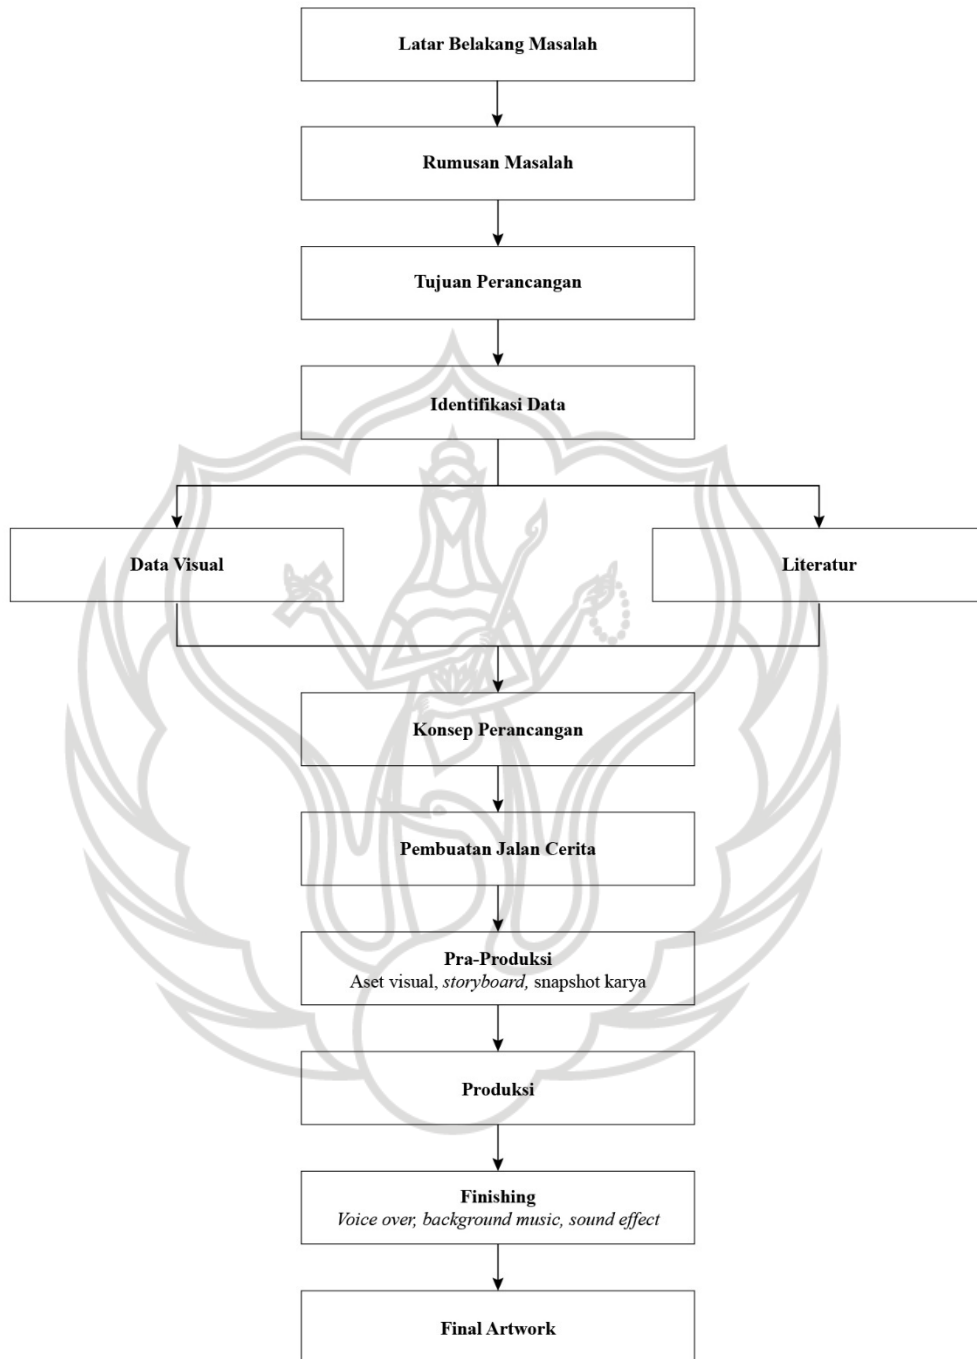 Latar Belakang Masalah
Rumusan Masalah
Tujuan Perancangan
Identifikasi Data
Data Visual
Literatur
Konsep Perancangan
Pembuatan Jalan Cerita
Pra-Produksi
Aset visual, storyboard, snapshot karya
Produksi
Finishing
Voice over, background music, sound effect
Final Artwork